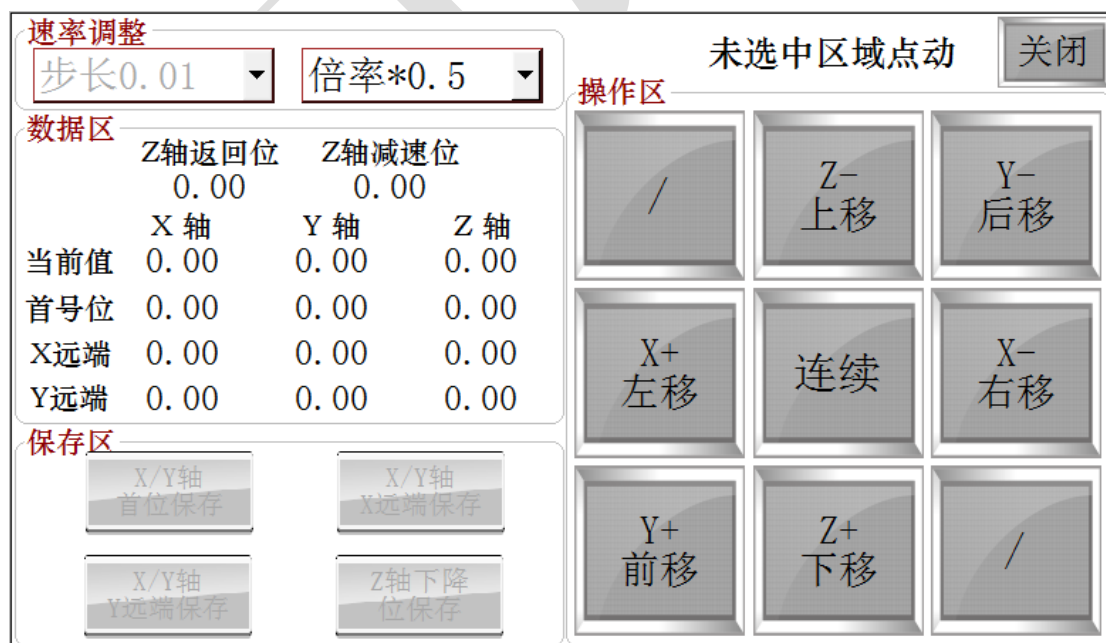 速率调整
步长0.01
倍率*0.5
未选中区域点动
关闭
数据区
Z轴返回位 Z轴减速位
0.00 0.00
X 轴 Y 轴 Z 轴
当前值 0.00 0.00 0.00
首号位 0.00 0.00 0.00
X远端 0.00 0.00 0.00
Y远端 0.00 0.00 0.00
保存区
X/Y轴
首位保存
X/Y轴
X远端保存
X/Y轴
Y远端保存
Z轴下降
位保存
操作区
/
Z-
上移
Y-
后移
X+
左移
连续
X-
右移
Y+
前移
Z+
下移
/